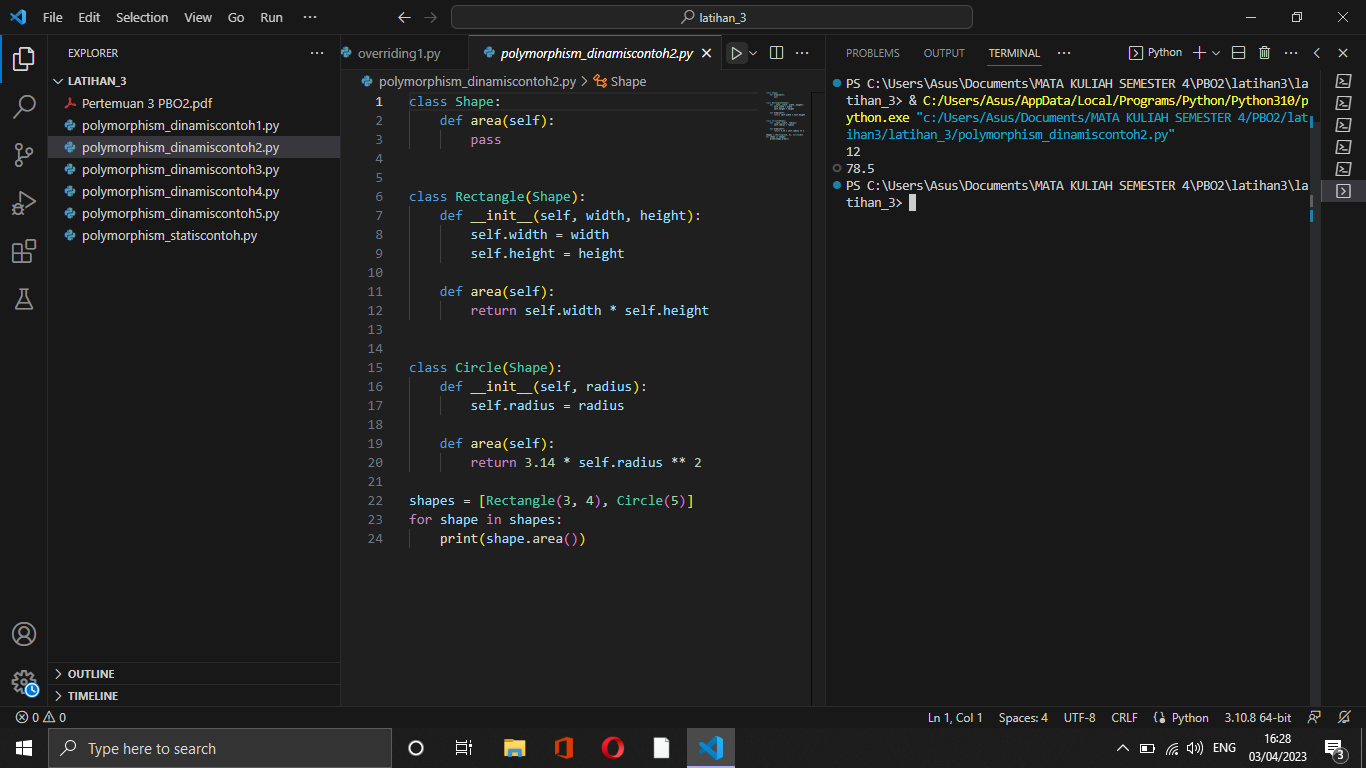 File Edit Selection View Go Run ··· latihan_3
EXPLORER ···
LATIHAN_3
Pertemuan 3 PBO2.pdf
polymorphism_dinamiscontoh1.py
polymorphism_dinamiscontoh2.py
polymorphism_dinamiscontoh3.py
polymorphism_dinamiscontoh4.py
polymorphism_dinamiscontoh5.py
polymorphism_statiscontoh.py
OUTLINE
TIMELINE
overriding1.py polymorphism_dinamiscontoh2.py ···
polymorphism_dinamiscontoh2.py > Shape
1 class Shape:
2     def area(self):
3         pass
4
5
6 class Rectangle(Shape):
7     def __init__(self, width, height):
8         self.width = width
9         self.height = height
10
11     def area(self):
12         return self.width * self.height
13
14
15 class Circle(Shape):
16     def __init__(self, radius):
17         self.radius = radius
18
19     def area(self):
20         return 3.14 * self.radius ** 2
21
22 shapes = [Rectangle(3, 4), Circle(5)]
23 for shape in shapes:
24     print(shape.area())
PROBLEMS OUTPUT TERMINAL ··· Python ···
PS C:\Users\Asus\Documents\MATA KULIAH SEMESTER 4\PBO2\latihan3\la
tihan_3> & C:/Users/Asus/AppData/Local/Programs/Python/Python310/p
ython.exe "c:/Users/Asus/Documents/MATA KULIAH SEMESTER 4/PBO2/lat
ihan3/latihan_3/polymorphism_dinamiscontoh2.py"
12
78.5
PS C:\Users\Asus\Documents\MATA KULIAH SEMESTER 4\PBO2\latihan3\la
tihan_3>
0 0 Ln 1, Col 1 Spaces: 4 UTF-8 CRLF Python 3.10.8 64-bit
Type here to search ENG 16:28
03/04/2023 3